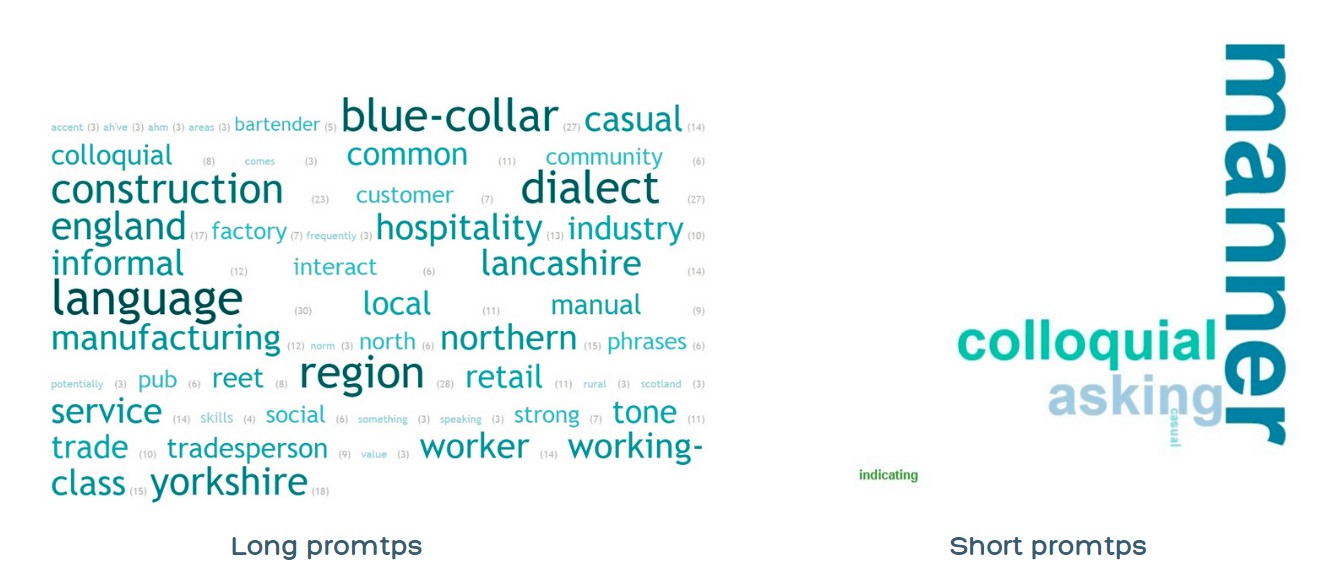 accent (3) ah've (3) ahm (3) areas (3) bartender (5) blue-collar (27) casual (14)
colloquial (8) comes (3) common (11) community (6)
construction (23) customer (7) dialect (27)
england (17) factory (7) frequently (3) hospitality (13) industry (10)
informal (12) interact (6) lancashire (14)
language (30) local (11) manual (9)
manufacturing (12) norm (3) north (6) northern (15) phrases (6)
potentially (3) pub (6) reet (8) region (28) retail (11) rural (3) scotland (3)
service (14) skills (4) social (6) something (3) speaking (3) strong (7) tone (11)
trade (10) tradesperson (9) value (3) worker (14) working-
class (15) yorkshire (18)
Long promtps
manner
colloquial
asking
casual
indicating
Short promtps